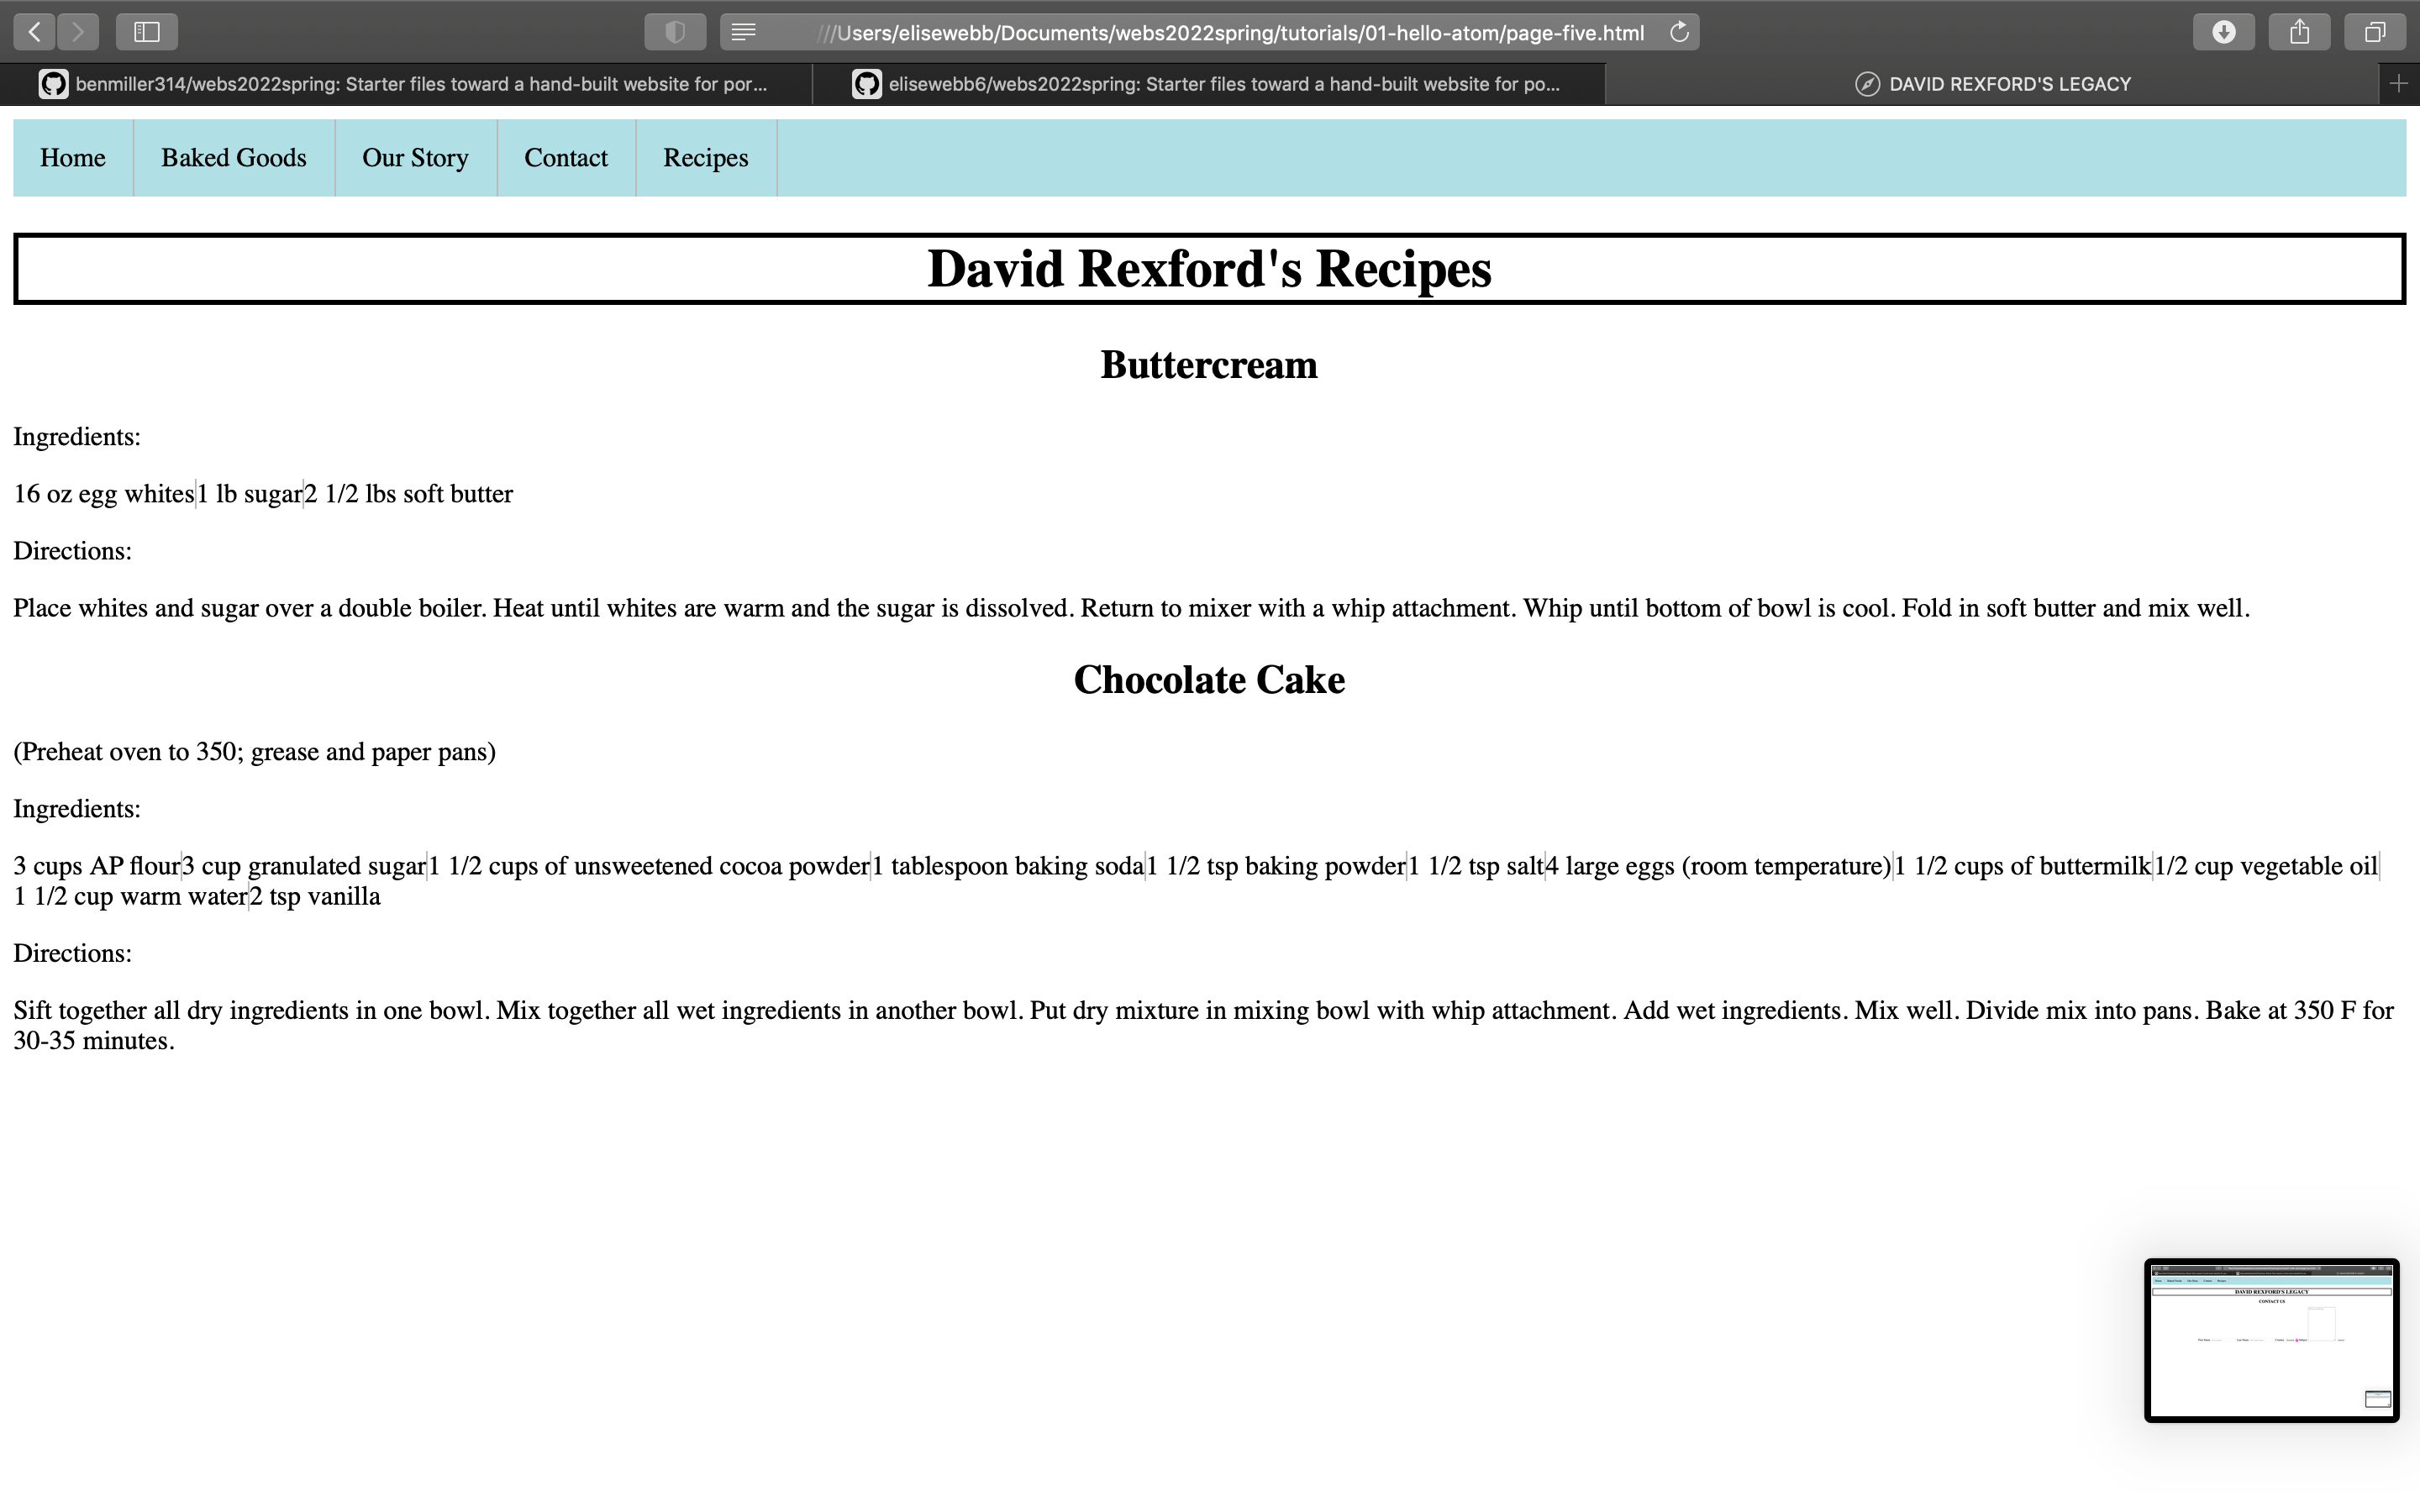 ///Users/elisewebb/Documents/webs2022spring/tutorials/01-hello-atom/page-five.html
benmiller314/webs2022spring: Starter files toward a hand-built website for por...
elisewebb6/webs2022spring: Starter files toward a hand-built website for po...
DAVID REXFORD'S LEGACY
Home Baked Goods Our Story Contact Recipes
David Rexford's Recipes
Buttercream
Ingredients:
16 oz egg whites 1 lb sugar 2 1/2 lbs soft butter
Directions:
Place whites and sugar over a double boiler. Heat until whites are warm and the sugar is dissolved. Return to mixer with a whip attachment. Whip until bottom of bowl is cool. Fold in soft butter and mix well.
Chocolate Cake
(Preheat oven to 350; grease and paper pans)
Ingredients:
3 cups AP flour 3 cup granulated sugar 1 1/2 cups of unsweetened cocoa powder 1 tablespoon baking soda 1 1/2 tsp baking powder 1 1/2 tsp salt 4 large eggs (room temperature) 1 1/2 cups of buttermilk 1/2 cup vegetable oil
1 1/2 cup warm water 2 tsp vanilla
Directions:
Sift together all dry ingredients in one bowl. Mix together all wet ingredients in another bowl. Put dry mixture in mixing bowl with whip attachment. Add wet ingredients. Mix well. Divide mix into pans. Bake at 350 F for
30-35 minutes.
DAVID REXFORD'S LEGACY
CONTACT US